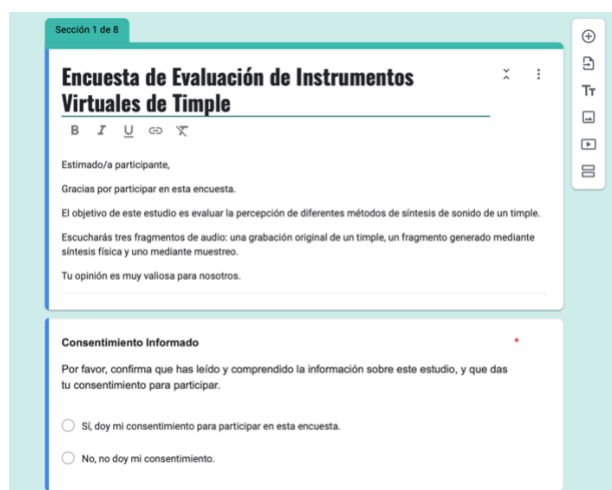 Sección 1 de 8
Encuesta de Evaluación de Instrumentos
Virtuales de Timple
B I U
Estimado/a participante,
Gracias por participar en esta encuesta.
El objetivo de este estudio es evaluar la percepción de diferentes métodos de síntesis de sonido de un timple.
Escucharás tres fragmentos de audio: una grabación original de un timple, un fragmento generado mediante
síntesis física y uno mediante muestreo.
Tu opinión es muy valiosa para nosotros.
Consentimiento Informado *
Por favor, confirma que has leído y comprendido la información sobre este estudio, y que das
tu consentimiento para participar.
Sí, doy mi consentimiento para participar en esta encuesta.
No, no doy mi consentimiento.